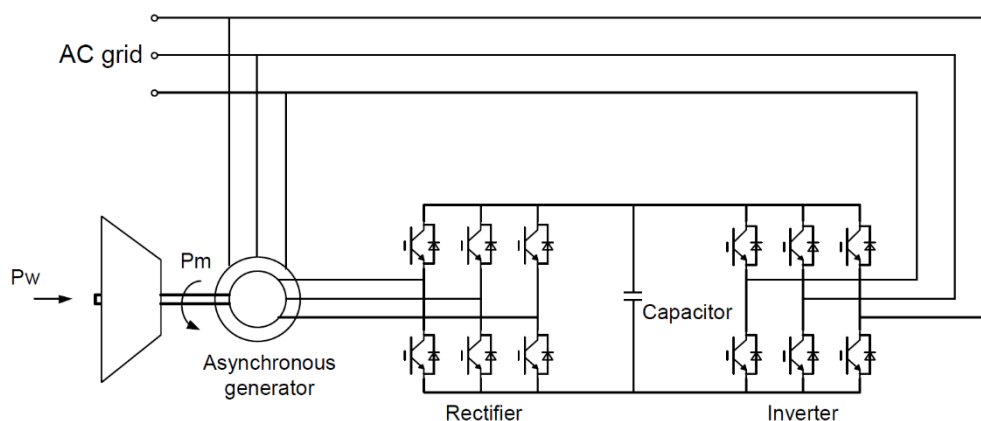 AC grid
Pw
Pm
Asynchronous
generator
Capacitor
Rectifier
Inverter